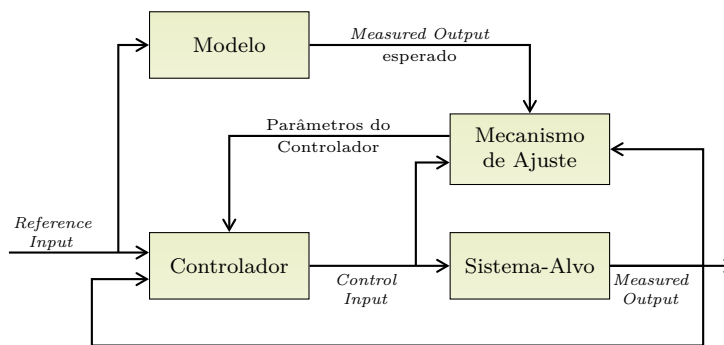 Modelo
Measured Output
esperado
Parâmetros do
Controlador
Mecanismo
de Ajuste
Reference
Input
Controlador
Control
Input
Sistema-Alvo
Measured
Output